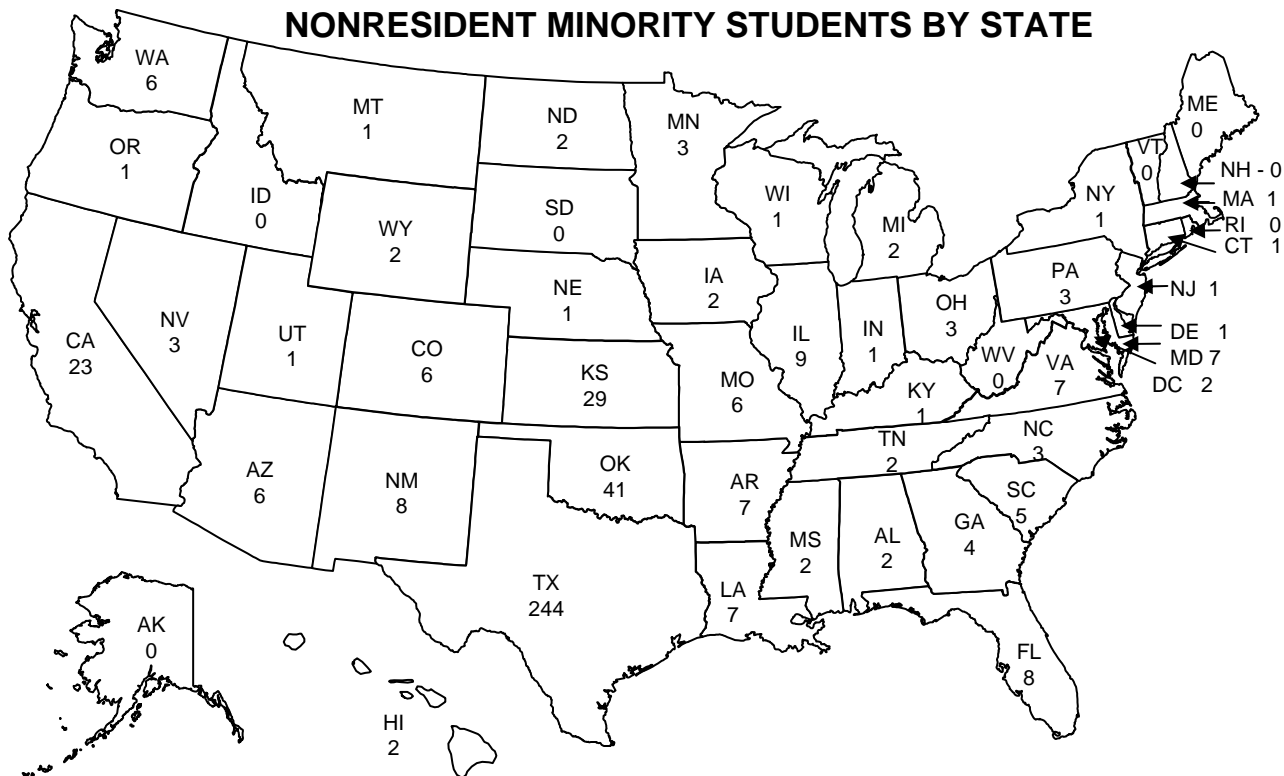 NONRESIDENT MINORITY STUDENTS BY STATE
WA
6
MT
1
ND
2
MN
3
ME
0
OR
1
ID
0
VT
0
NH - 0
WI
1
NY
1
MA 1
SD
0
WY
2
MI
2
RI 0
CT 1
IA
2
PA
3
NE
1
NJ 1
OH
3
NV
3
UT
1
IL
9
IN
1
DE 1
CA
23
CO
6
WV
0
MD 7
VA
7
DC 2
KS
29
MO
6
KY
1
NC
3
TN
2
AZ
6
NM
8
OK
41
AR
7
SC
5
GA
4
MS
2
AL
2
TX
244
LA
7
AK
0
FL
8
HI
2